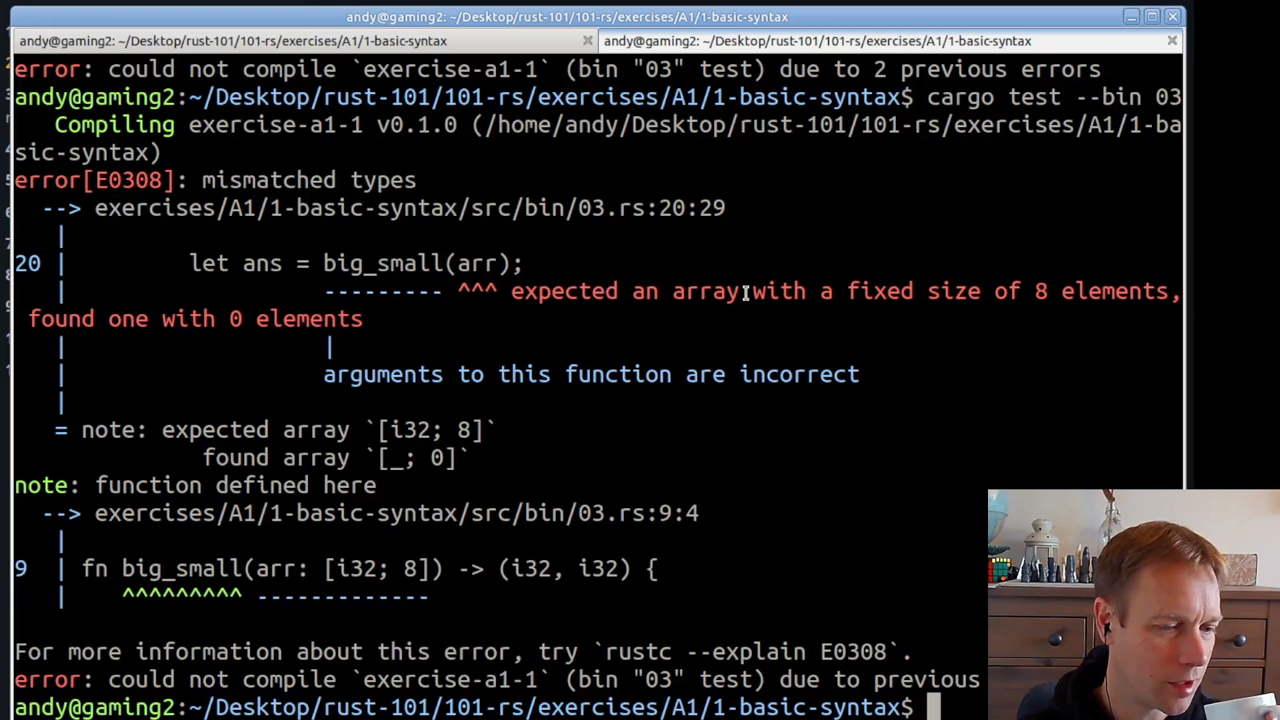 andy@gaming2: ~/Desktop/rust-101/101-rs/exercises/A1/1-basic-syntax
andy@gaming2: ~/Desktop/rust-101/101-rs/exercises/A1/1-basic-syntax
andy@gaming2: ~/Desktop/rust-101/101-rs/exercises/A1/1-basic-syntax
error: could not compile `exercise-a1-1` (bin "03" test) due to 2 previous errors
andy@gaming2:~/Desktop/rust-101/101-rs/exercises/A1/1-basic-syntax$ cargo test --bin 03
Compiling exercise-a1-1 v0.1.0 (/home/andy/Desktop/rust-101/101-rs/exercises/A1/1-ba
sic-syntax)
error[E0308]: mismatched types
--> exercises/A1/1-basic-syntax/src/bin/03.rs:20:29
|
20 |         let ans = big_small(arr);
|                   --------- ^^^ expected an array with a fixed size of 8 elements,
found one with 0 elements
|                   |
|                   arguments to this function are incorrect
|
= note: expected array `[i32; 8]`
found array `[_; 0]`
note: function defined here
--> exercises/A1/1-basic-syntax/src/bin/03.rs:9:4
|
9  | fn big_small(arr: [i32; 8]) -> (i32, i32) {
|    ^^^^^^^^^ -------------
For more information about this error, try `rustc --explain E0308`.
error: could not compile `exercise-a1-1` (bin "03" test) due to previous
andy@gaming2:~/Desktop/rust-101/101-rs/exercises/A1/1-basic-syntax$